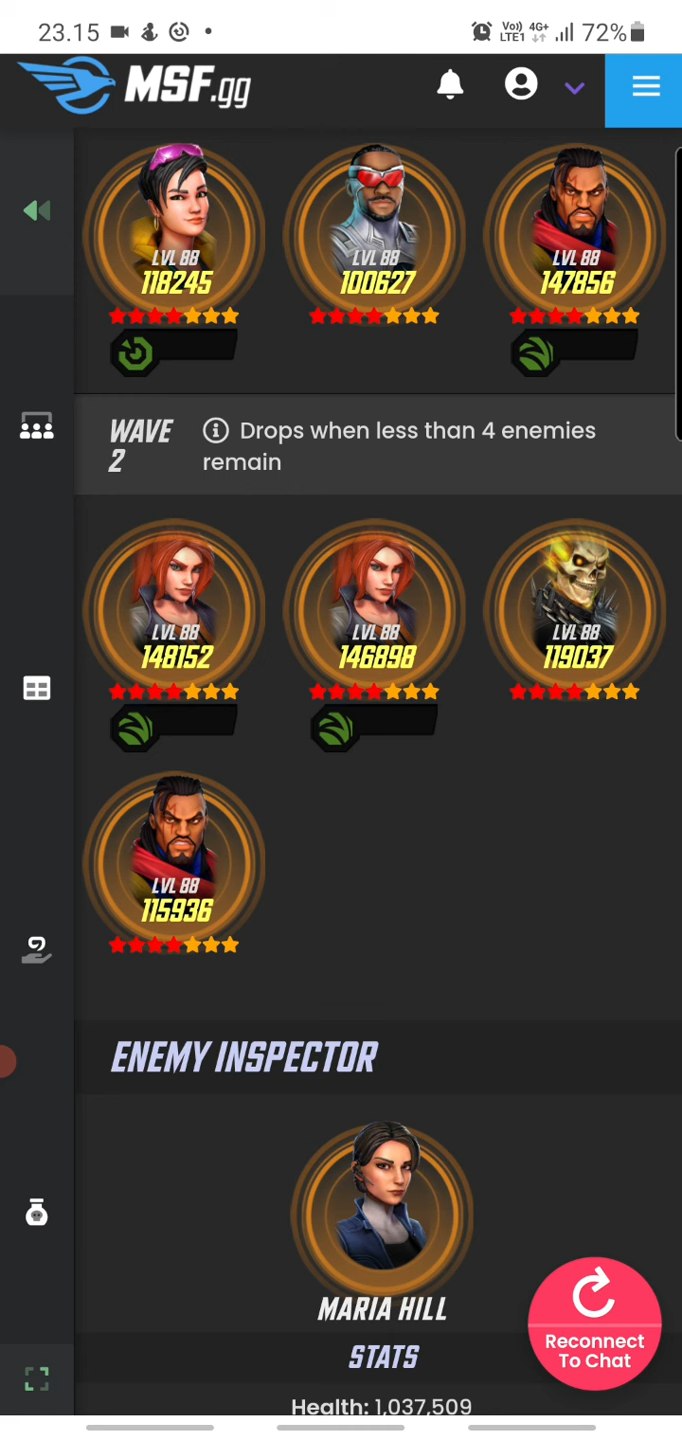 23.15
Vo)) 4G+
LTE1
72%
MSF.gg
LVL 88 LVL 88 LVL 88
118245 100627 147856
WAVE 2
Drops when less than 4 enemies
remain
LVL 88 LVL 88 LVL 88
148152 146898 119037
LVL 88
115936
ENEMY INSPECTOR
MARIA HILL
STATS
Health: 1,037,509
Reconnect
To Chat